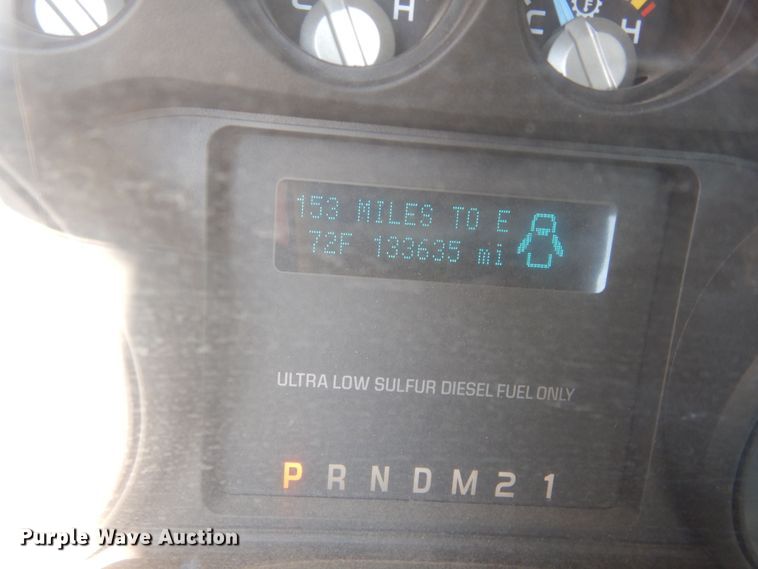 C H C F H
153 MILES TO E
72F 133635 mi
ULTRA LOW SULFUR DIESEL FUEL ONLY
P R N D M 2 1
Purple Wave Auction